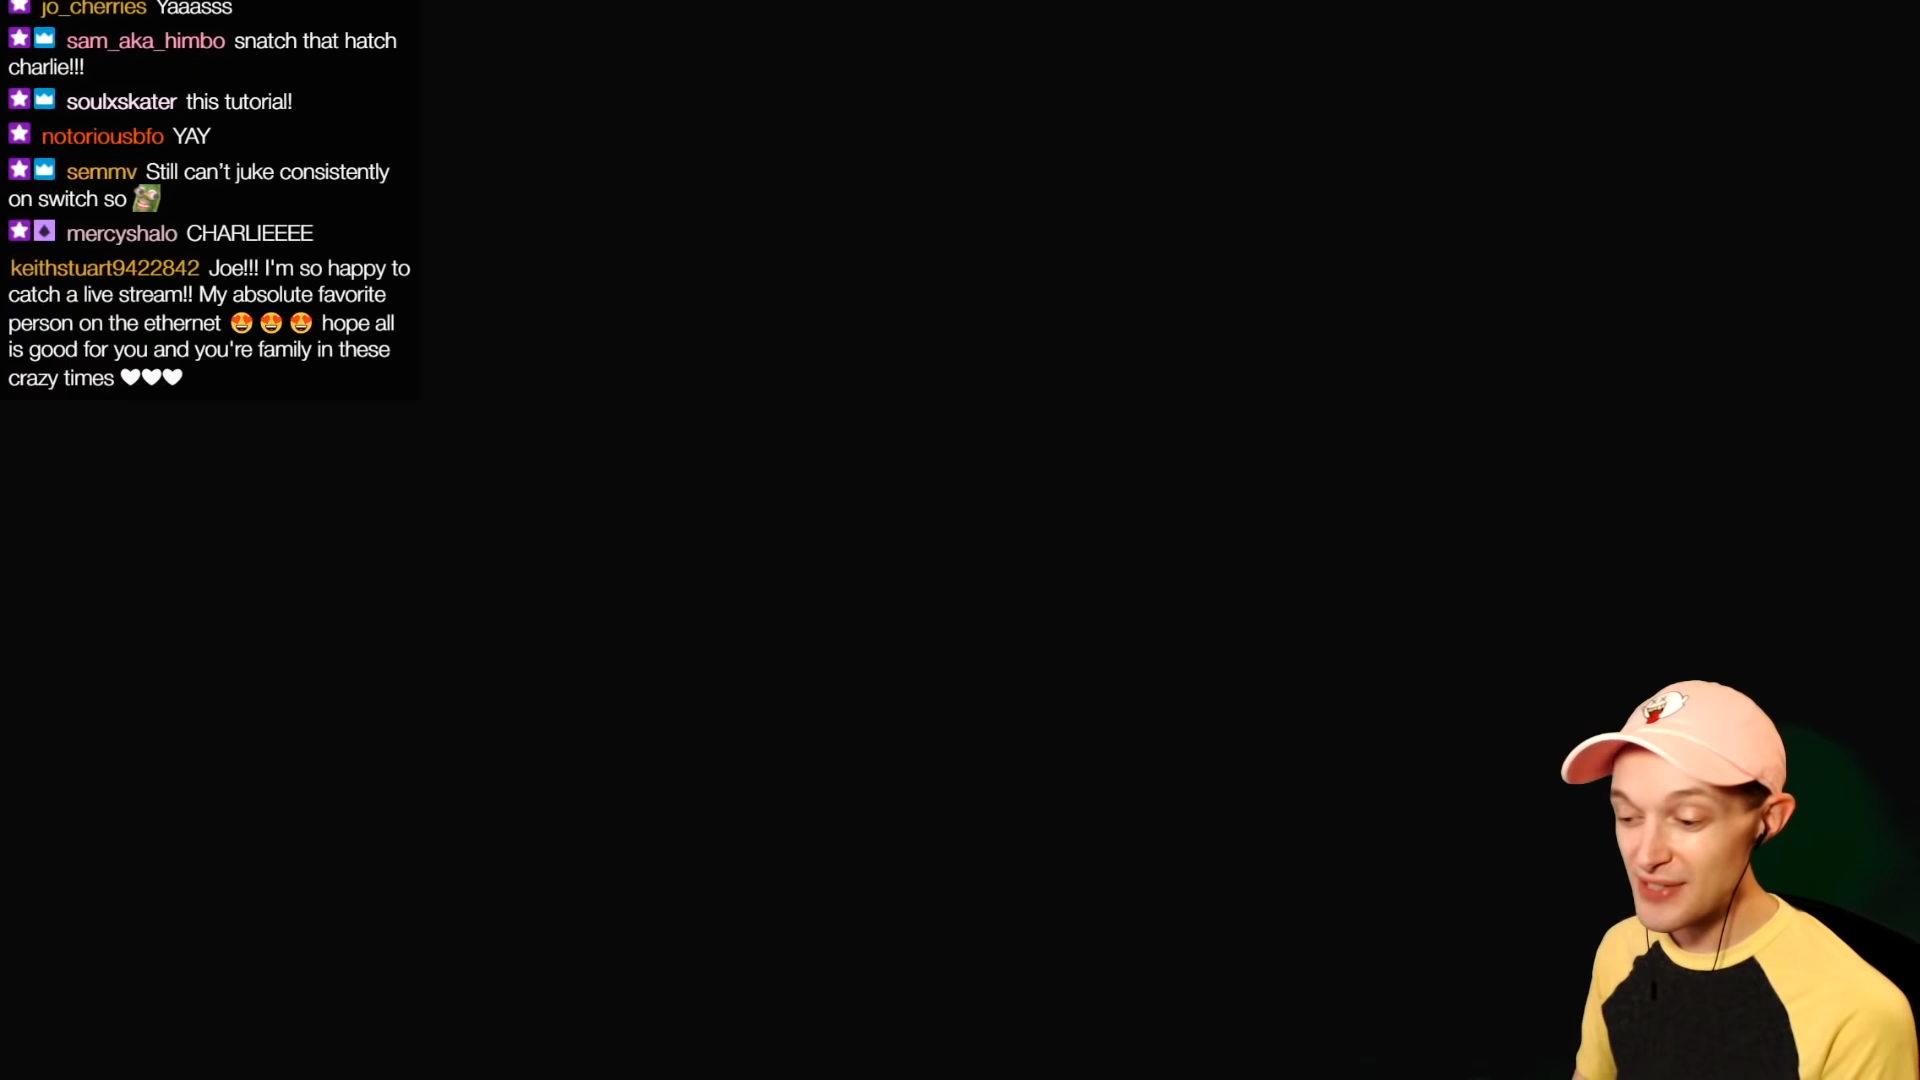 jo_cherries Yaaasss
sam_aka_himbo snatch that hatch
charlie!!!
soulxskater this tutorial!
notoriousbfo YAY
semmv Still can't juke consistently
on switch so
mercyshalo CHARLIEEEE
keithstuart9422842 Joe!!! I'm so happy to
catch a live stream!! My absolute favorite
person on the ethernet 😍 😍 😍 hope all
is good for you and you're family in these
crazy times 🤍🤍🤍